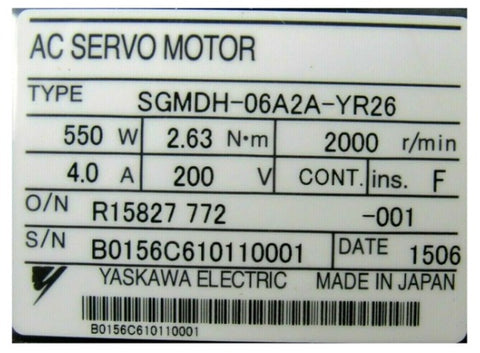 AC SERVO MOTOR
TYPE SGMDH-06A2A-YR26
550 W 2.63 N·m 2000 r/min
4.0 A 200 V CONT. ins. F
O/N R15827 772 -001
S/N B0156C610110001 DATE 1506
YASKAWA ELECTRIC MADE IN JAPAN
B0156C610110001